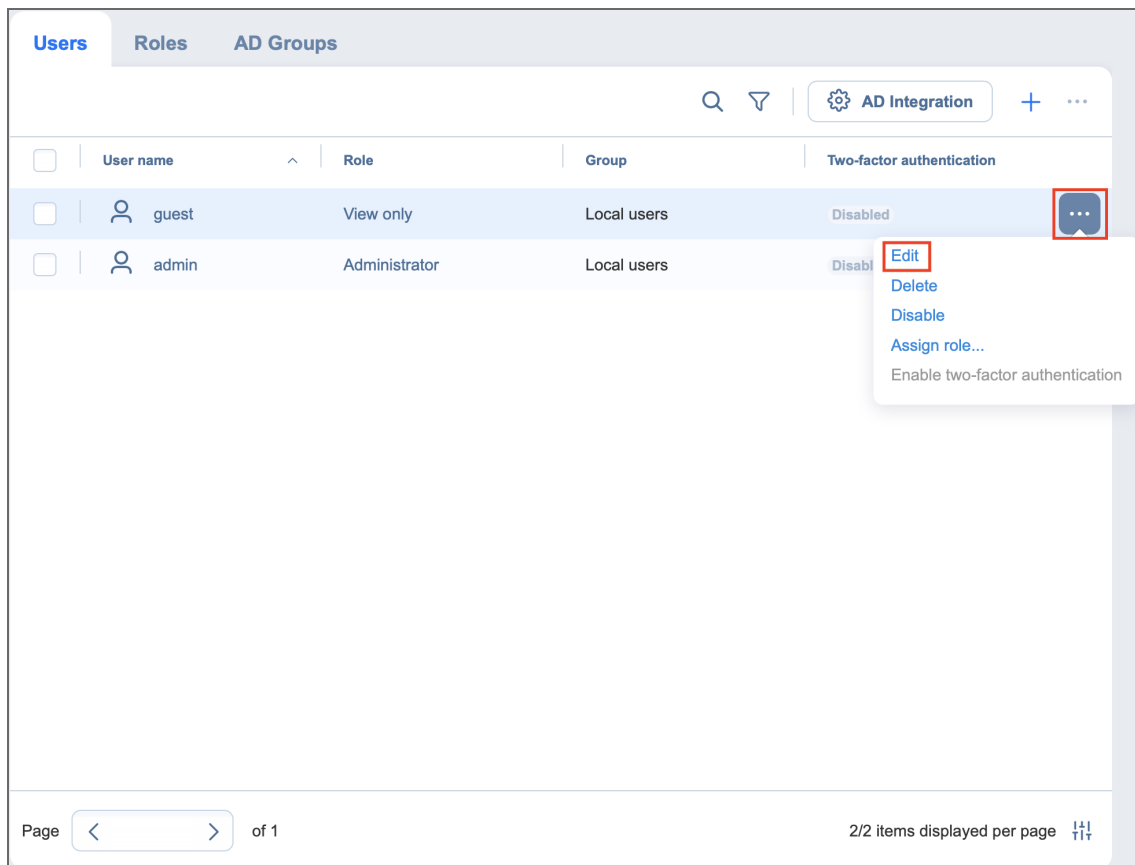 Users Roles AD Groups
AD Integration
User name Role Group Two-factor authentication
guest View only Local users Disabled
Edit
admin Administrator Local users Disabl
Delete
Disable
Assign role...
Enable two-factor authentication
Page of 1 2/2 items displayed per page